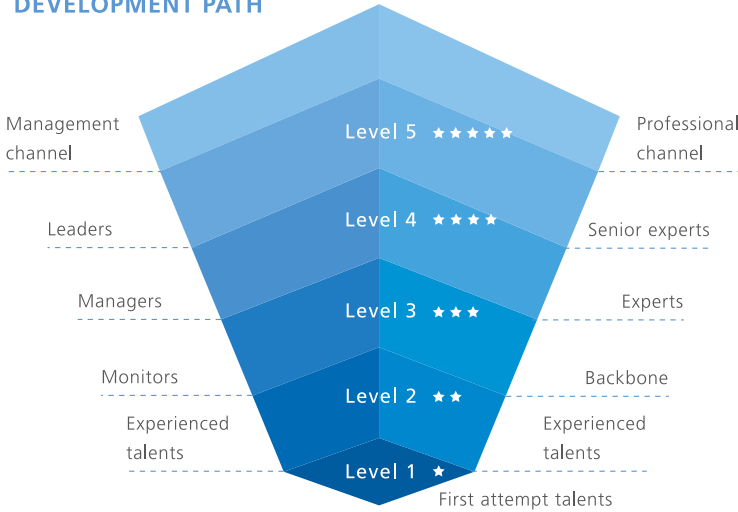 DEVELOPMENT PATH
Management
channel
Level 5 ★★★★★
Professional
channel
Leaders
Level 4 ★★★★
Senior experts
Managers
Level 3 ★★★
Experts
Monitors
Level 2 ★★
Backbone
Experienced
talents
Experienced
talents
Level 1 ★
First attempt talents